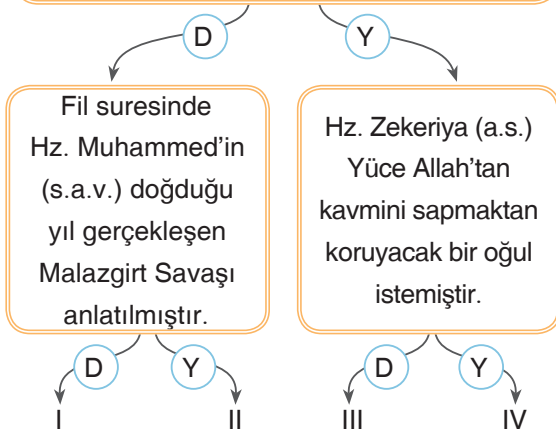 D Y
Fil suresinde
Hz. Muhammed’in
(s.a.v.) doğduğu
yıl gerçekleşen
Malazgirt Savaşı
anlatılmıştır.
Hz. Zekeriya (a.s.)
Yüce Allah’tan
kavmini sapmaktan
koruyacak bir oğul
istemiştir.
D Y D Y
I II III IV